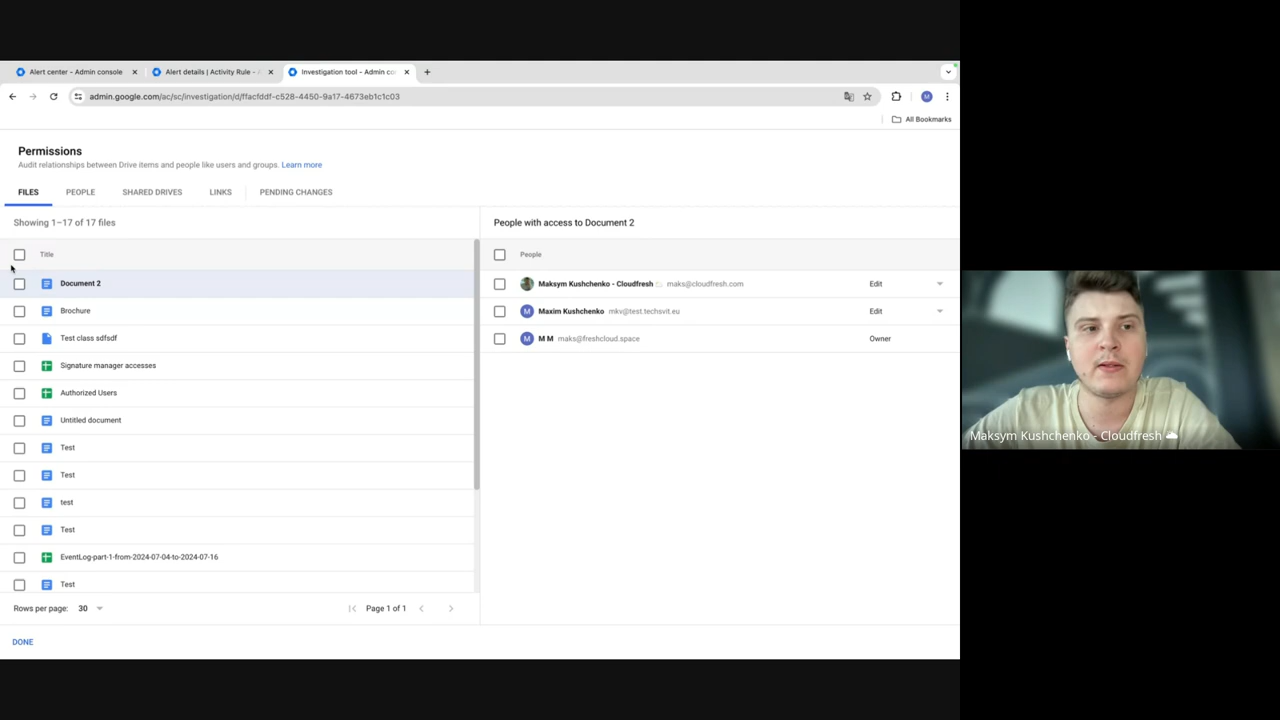 Alert center - Admin console
Alert details | Activity Rule -
Investigation tool - Admin co
admin.google.com/ac/sc/investigation/d/ffacfddf-c528-4450-9a17-4673eb1c1c03
M
All Bookmarks
Permissions
Audit relationships between Drive items and people like users and groups. Learn more
FILES PEOPLE SHARED DRIVES LINKS PENDING CHANGES
Showing 1–17 of 17 files
Title
Document 2
Brochure
Test class sdfsdf
Signature manager accesses
Authorized Users
Untitled document
Test
Test
test
Test
EventLog-part-1-from-2024-07-04-to-2024-07-16
Test
Rows per page: 30
Page 1 of 1
DONE
People with access to Document 2
People
Maksym Kushchenko - Cloudfresh maks@cloudfresh.com Edit
M Maxim Kushchenko mkv@test.techsvit.eu Edit
M M M maks@freshcloud.space Owner
Maksym Kushchenko - Cloudfresh